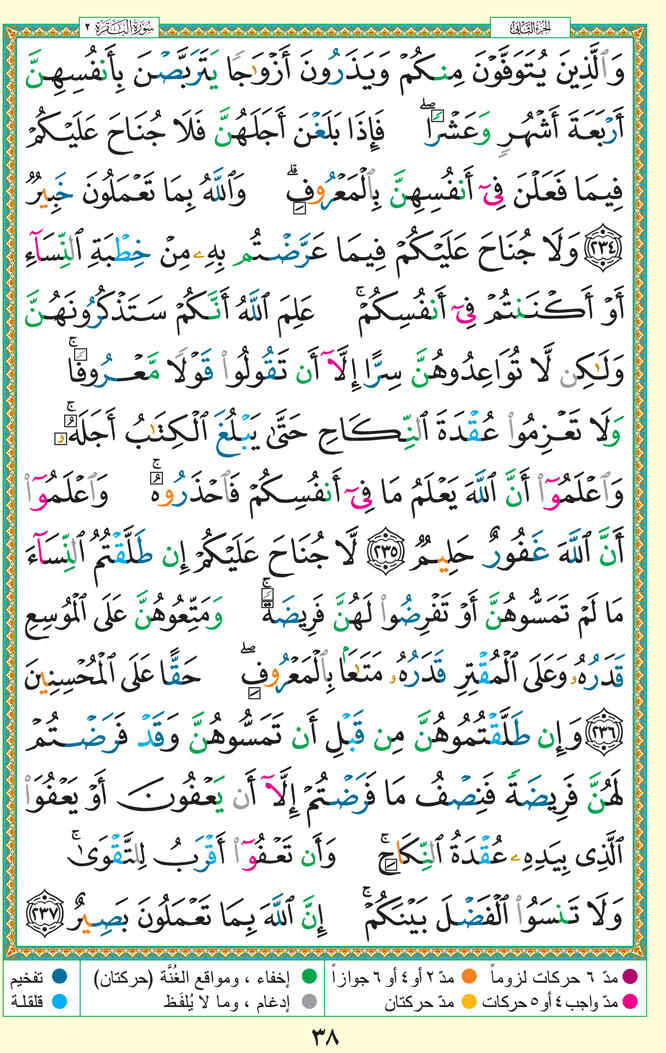 الجزء الثاني
سُورَةُ البَقَرَةِ ٢
وَٱلَّذِينَ يُتَوَفَّوْنَ مِنكُمْ وَيَذَرُونَ أَزْوَٰجًا يَتَرَبَّصْنَ بِأَنفُسِهِنَّ
أَرْبَعَةَ أَشْهُرٍ وَعَشْرًاۖ فَإِذَا بَلَغْنَ أَجَلَهُنَّ فَلَا جُنَاحَ عَلَيْكُمْ
فِيمَا فَعَلْنَ فِىٓ أَنفُسِهِنَّ بِٱلْمَعْرُوفِۗ وَٱللَّهُ بِمَا تَعْمَلُونَ خَبِيرٌ
﴿٢٣٤﴾ وَلَا جُنَاحَ عَلَيْكُمْ فِيمَا عَرَّضْتُم بِهِۦ مِنْ خِطْبَةِ ٱلنِّسَآءِ
أَوْ أَكْنَنتُمْ فِىٓ أَنفُسِكُمْۚ عَلِمَ ٱللَّهُ أَنَّكُمْ سَتَذْكُرُونَهُنَّ
وَلَٰكِن لَّا تُوَاعِدُوهُنَّ سِرًّا إِلَّآ أَن تَقُولُوا۟ قَوْلًا مَّعْرُوفًاۚ
وَلَا تَعْزِمُوا۟ عُقْدَةَ ٱلنِّكَاحِ حَتَّىٰ يَبْلُغَ ٱلْكِتَٰبُ أَجَلَهُۥۚ
وَٱعْلَمُوٓا۟ أَنَّ ٱللَّهَ يَعْلَمُ مَا فِىٓ أَنفُسِكُمْ فَٱحْذَرُوهُۚ وَٱعْلَمُوٓا۟
أَنَّ ٱللَّهَ غَفُورٌ حَلِيمٌ ﴿٢٣٥﴾ لَّا جُنَاحَ عَلَيْكُمْ إِن طَلَّقْتُمُ ٱلنِّسَآءَ
مَا لَمْ تَمَسُّوهُنَّ أَوْ تَفْرِضُوا۟ لَهُنَّ فَرِيضَةًۚ وَمَتِّعُوهُنَّ عَلَى ٱلْمُوسِعِ
قَدَرُهُۥ وَعَلَى ٱلْمُقْتِرِ قَدَرُهُۥ مَتَٰعًۢا بِٱلْمَعْرُوفِۖ حَقًّا عَلَى ٱلْمُحْسِنِينَ
﴿٢٣٦﴾ وَإِن طَلَّقْتُمُوهُنَّ مِن قَبْلِ أَن تَمَسُّوهُنَّ وَقَدْ فَرَضْتُمْ
لَهُنَّ فَرِيضَةً فَنِصْفُ مَا فَرَضْتُمْ إِلَّآ أَن يَعْفُونَ أَوْ يَعْفُوَا۟
ٱلَّذِى بِيَدِهِۦ عُقْدَةُ ٱلنِّكَاحِۚ وَأَن تَعْفُوٓا۟ أَقْرَبُ لِلتَّقْوَىٰۚ
وَلَا تَنسَوُا۟ ٱلْفَضْلَ بَيْنَكُمْۚ إِنَّ ٱللَّهَ بِمَا تَعْمَلُونَ بَصِيرٌ ﴿٢٣٧﴾
مدّ ٦ حركات لزوماً مدّ ٢ أو ٤ أو ٦ جوازاً إخفاء ، ومواقع الغُنَّة (حركتان) تفخيم
مدّ واجب ٤ أو ٥ حركات مدّ حركتان إدغام ، وما لا يُلفَظ قلقلة
٣٨